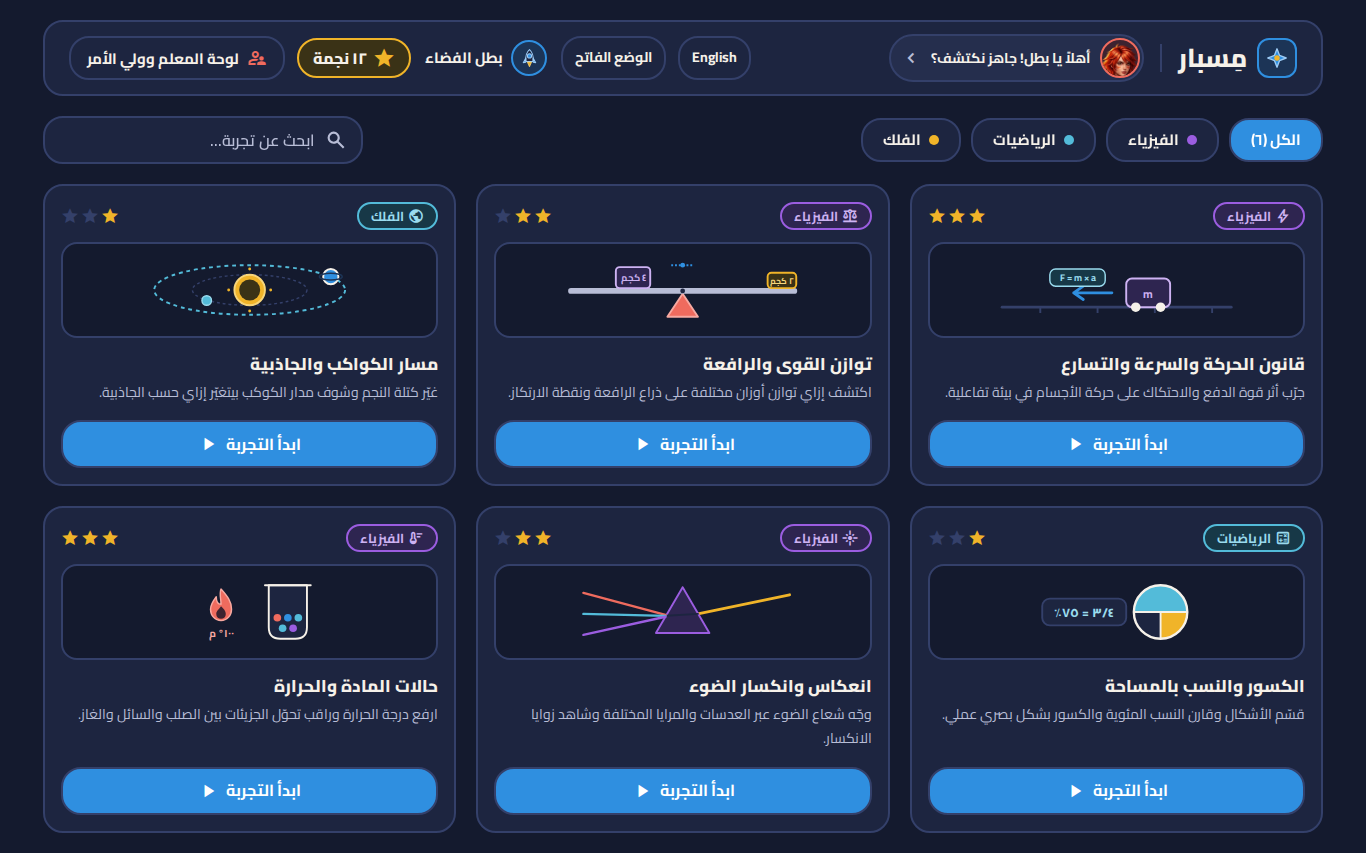 مِسبار
أهلاً يا بطل! جاهز نكتشف؟
English
الوضع الفاتح
بطل الفضاء
١٢ نجمة
لوحة المعلم وولي الأمر
الكل (٦)
الفيزياء
الرياضيات
الفلك
ابحث عن تجربة...
الفيزياء
F = m × a
m
قانون الحركة والسرعة والتسارع
جرّب أثر قوة الدفع والاحتكاك على حركة الأجسام في بيئة تفاعلية.
ابدأ التجربة
الفيزياء
٢ كجم
٤ كجم
توازن القوى والرافعة
اكتشف إزاي توازن أوزان مختلفة على ذراع الرافعة ونقطة الارتكاز.
ابدأ التجربة
الفلك
مسار الكواكب والجاذبية
غيّر كتلة النجم وشوف مدار الكوكب بيتغيّر إزاي حسب الجاذبية.
ابدأ التجربة
الرياضيات
٣/٤ = ٧٥٪
الكسور والنسب بالمساحة
قسّم الأشكال وقارن النسب المئوية والكسور بشكل بصري عملي.
ابدأ التجربة
الفيزياء
انعكاس وانكسار الضوء
وجّه شعاع الضوء عبر العدسات والمرايا المختلفة وشاهد زوايا
الانكسار.
ابدأ التجربة
الفيزياء
١٠٠° م
حالات المادة والحرارة
ارفع درجة الحرارة وراقب تحوّل الجزيئات بين الصلب والسائل والغاز.
ابدأ التجربة